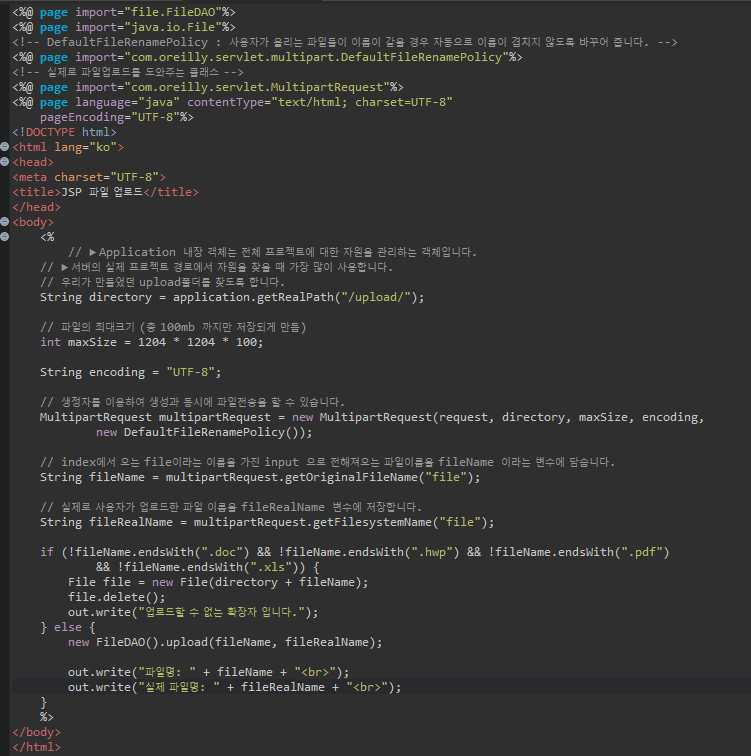 <%@ page import="file.FileDAO"%>
<%@ page import="java.io.File"%>
<!-- DefaultFileRenamePolicy : 사용자가 올리는 파일들이 이름이 같을 경우 자동으로 이름이 겹치지 않도록 바꾸어 줍니다. -->
<%@ page import="com.oreilly.servlet.multipart.DefaultFileRenamePolicy"%>
<!-- 실제로 파일업로드를 도와주는 클래스 -->
<%@ page import="com.oreilly.servlet.MultipartRequest"%>
<%@ page language="java" contentType="text/html; charset=UTF-8"
    pageEncoding="UTF-8"%>
<!DOCTYPE html>
<html lang="ko">
<head>
<meta charset="UTF-8">
<title>JSP 파일 업로드</title>
</head>
<body>
    <%
        // ▶Application 내장 객체는 전체 프로젝트에 대한 자원을 관리하는 객체입니다.
    // ▶서버의 실제 프로젝트 경로에서 자원을 찾을 때 가장 많이 사용합니다.
    // 우리가 만들었던 upload폴더를 찾도록 합니다.
    String directory = application.getRealPath("/upload/");

    // 파일의 최대크기 (총 100mb 까지만 저장되게 만듬)
    int maxSize = 1204 * 1204 * 100;

    String encoding = "UTF-8";

    // 생정자를 이용하여 생성과 동시에 파일전송을 할 수 있습니다.
    MultipartRequest multipartRequest = new MultipartRequest(request, directory, maxSize, encoding,
            new DefaultFileRenamePolicy());

    // index에서 오는 file이라는 이름을 가진 input 으로 전해져오는 파일이름을 fileName 이라는 변수에 담습니다.
    String fileName = multipartRequest.getOriginalFileName("file");

    // 실제로 사용자가 업로드한 파일 이름을 fileRealName 변수에 저장합니다.
    String fileRealName = multipartRequest.getFilesystemName("file");

    if (!fileName.endsWith(".doc") && !fileName.endsWith(".hwp") && !fileName.endsWith(".pdf")
            && !fileName.endsWith(".xls")) {
        File file = new File(directory + fileName);
        file.delete();
        out.write("업로드할 수 없는 확장자 입니다.");
    } else {
        new FileDAO().upload(fileName, fileRealName);

        out.write("파일명: " + fileName + "<br>");
        out.write("실제 파일명: " + fileRealName + "<br>");
    }
    %>
</body>
</html>